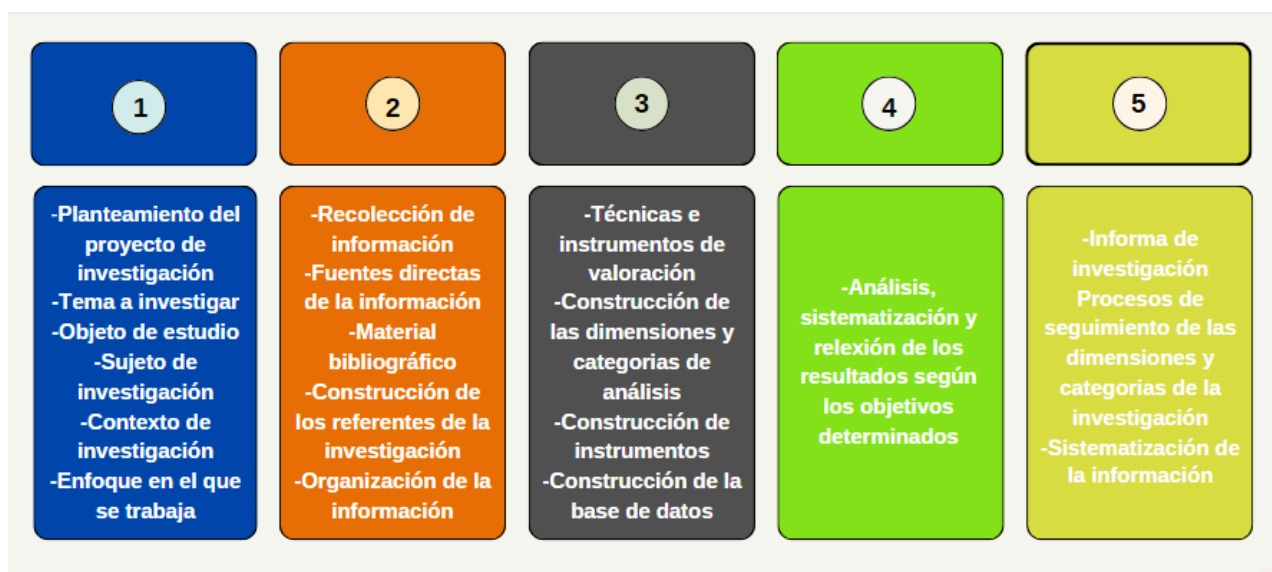 1
-Planteamiento del
proyecto de
investigación
-Tema a investigar
-Objeto de estudio
-Sujeto de
investigación
-Contexto de
investigación
-Enfoque en el que
se trabaja
2
-Recolección de
información
-Fuentes directas
de la información
-Material
bibliográfico
-Construcción de
los referentes de la
investigación
-Organización de la
información
3
-Técnicas e
instrumentos de
valoración
-Construcción de
las dimensiones y
categorias de
análisis
-Construcción de
instrumentos
-Construcción de la
base de datos
4
-Análisis,
sistematización y
relexión de los
resultados según
los objetivos
determinados
5
-Informa de
investigación
Procesos de
seguimiento de las
dimensiones y
categorias de la
investigación
-Sistematización de
la información